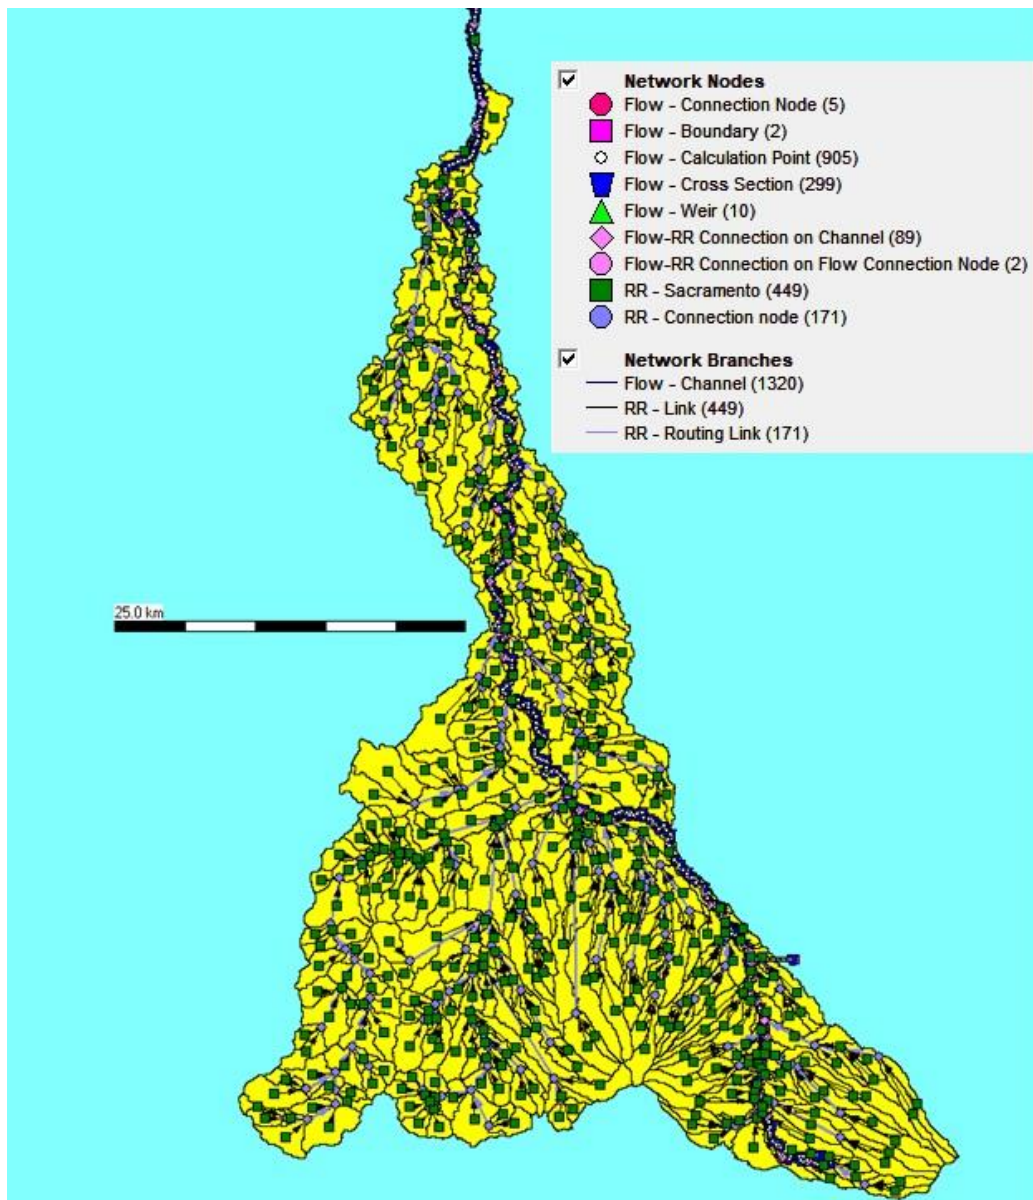 Network Nodes
Flow - Connection Node (5)
Flow - Boundary (2)
Flow - Calculation Point (905)
Flow - Cross Section (299)
Flow - Weir (10)
Flow-RR Connection on Channel (89)
Flow-RR Connection on Flow Connection Node (2)
RR - Sacramento (449)
RR - Connection node (171)
Network Branches
Flow - Channel (1320)
RR - Link (449)
RR - Routing Link (171)
25.0 km